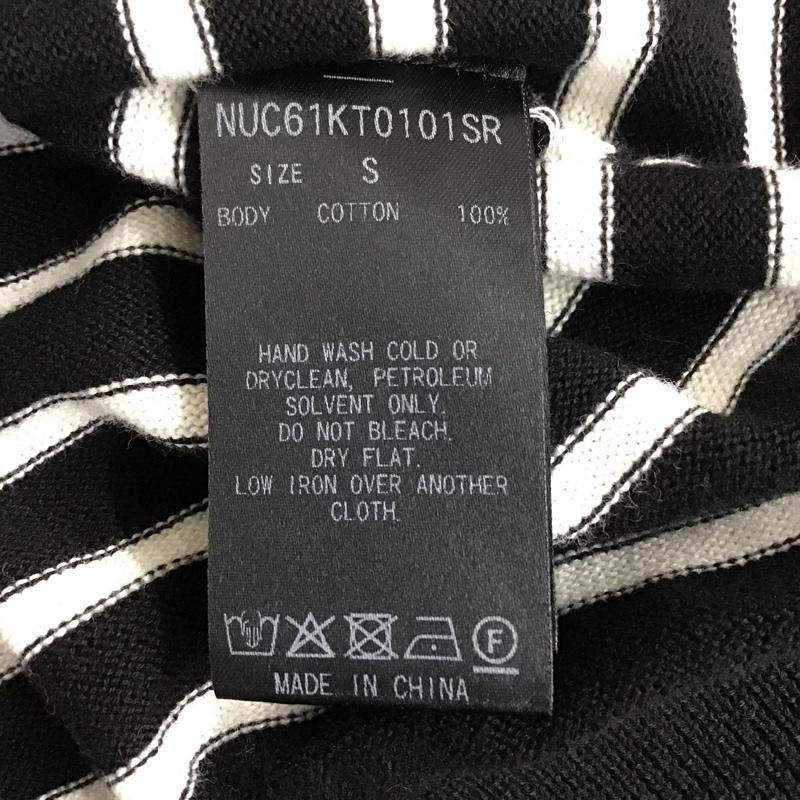 NUC61KT0101SR
SIZE S
BODY COTTON 100%
HAND WASH COLD OR
DRYCLEAN, PETROLEUM
SOLVENT ONLY.
DO NOT BLEACH.
DRY FLAT.
LOW IRON OVER ANOTHER
CLOTH.
F
MADE IN CHINA